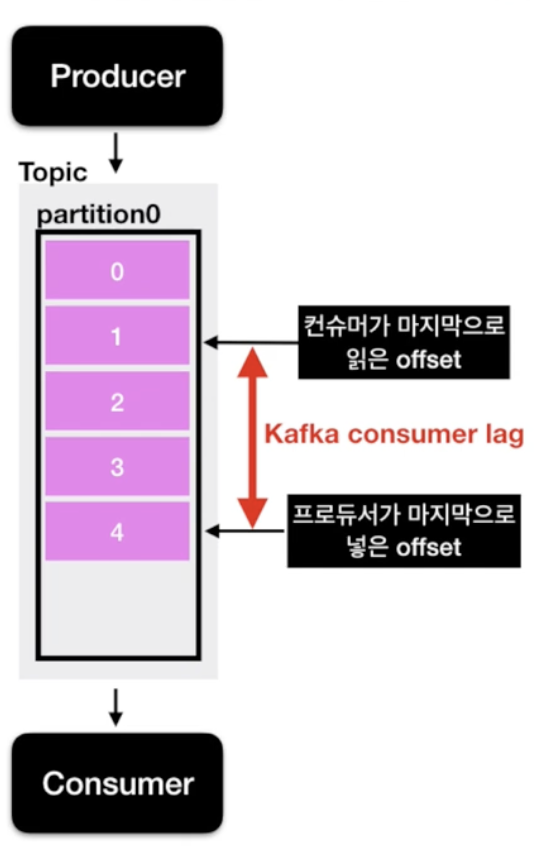 Producer
Topic
partition0
0
1
컨슈머가 마지막으로
읽은 offset
2
Kafka consumer lag
3
4
프로듀서가 마지막으로
넣은 offset
Consumer